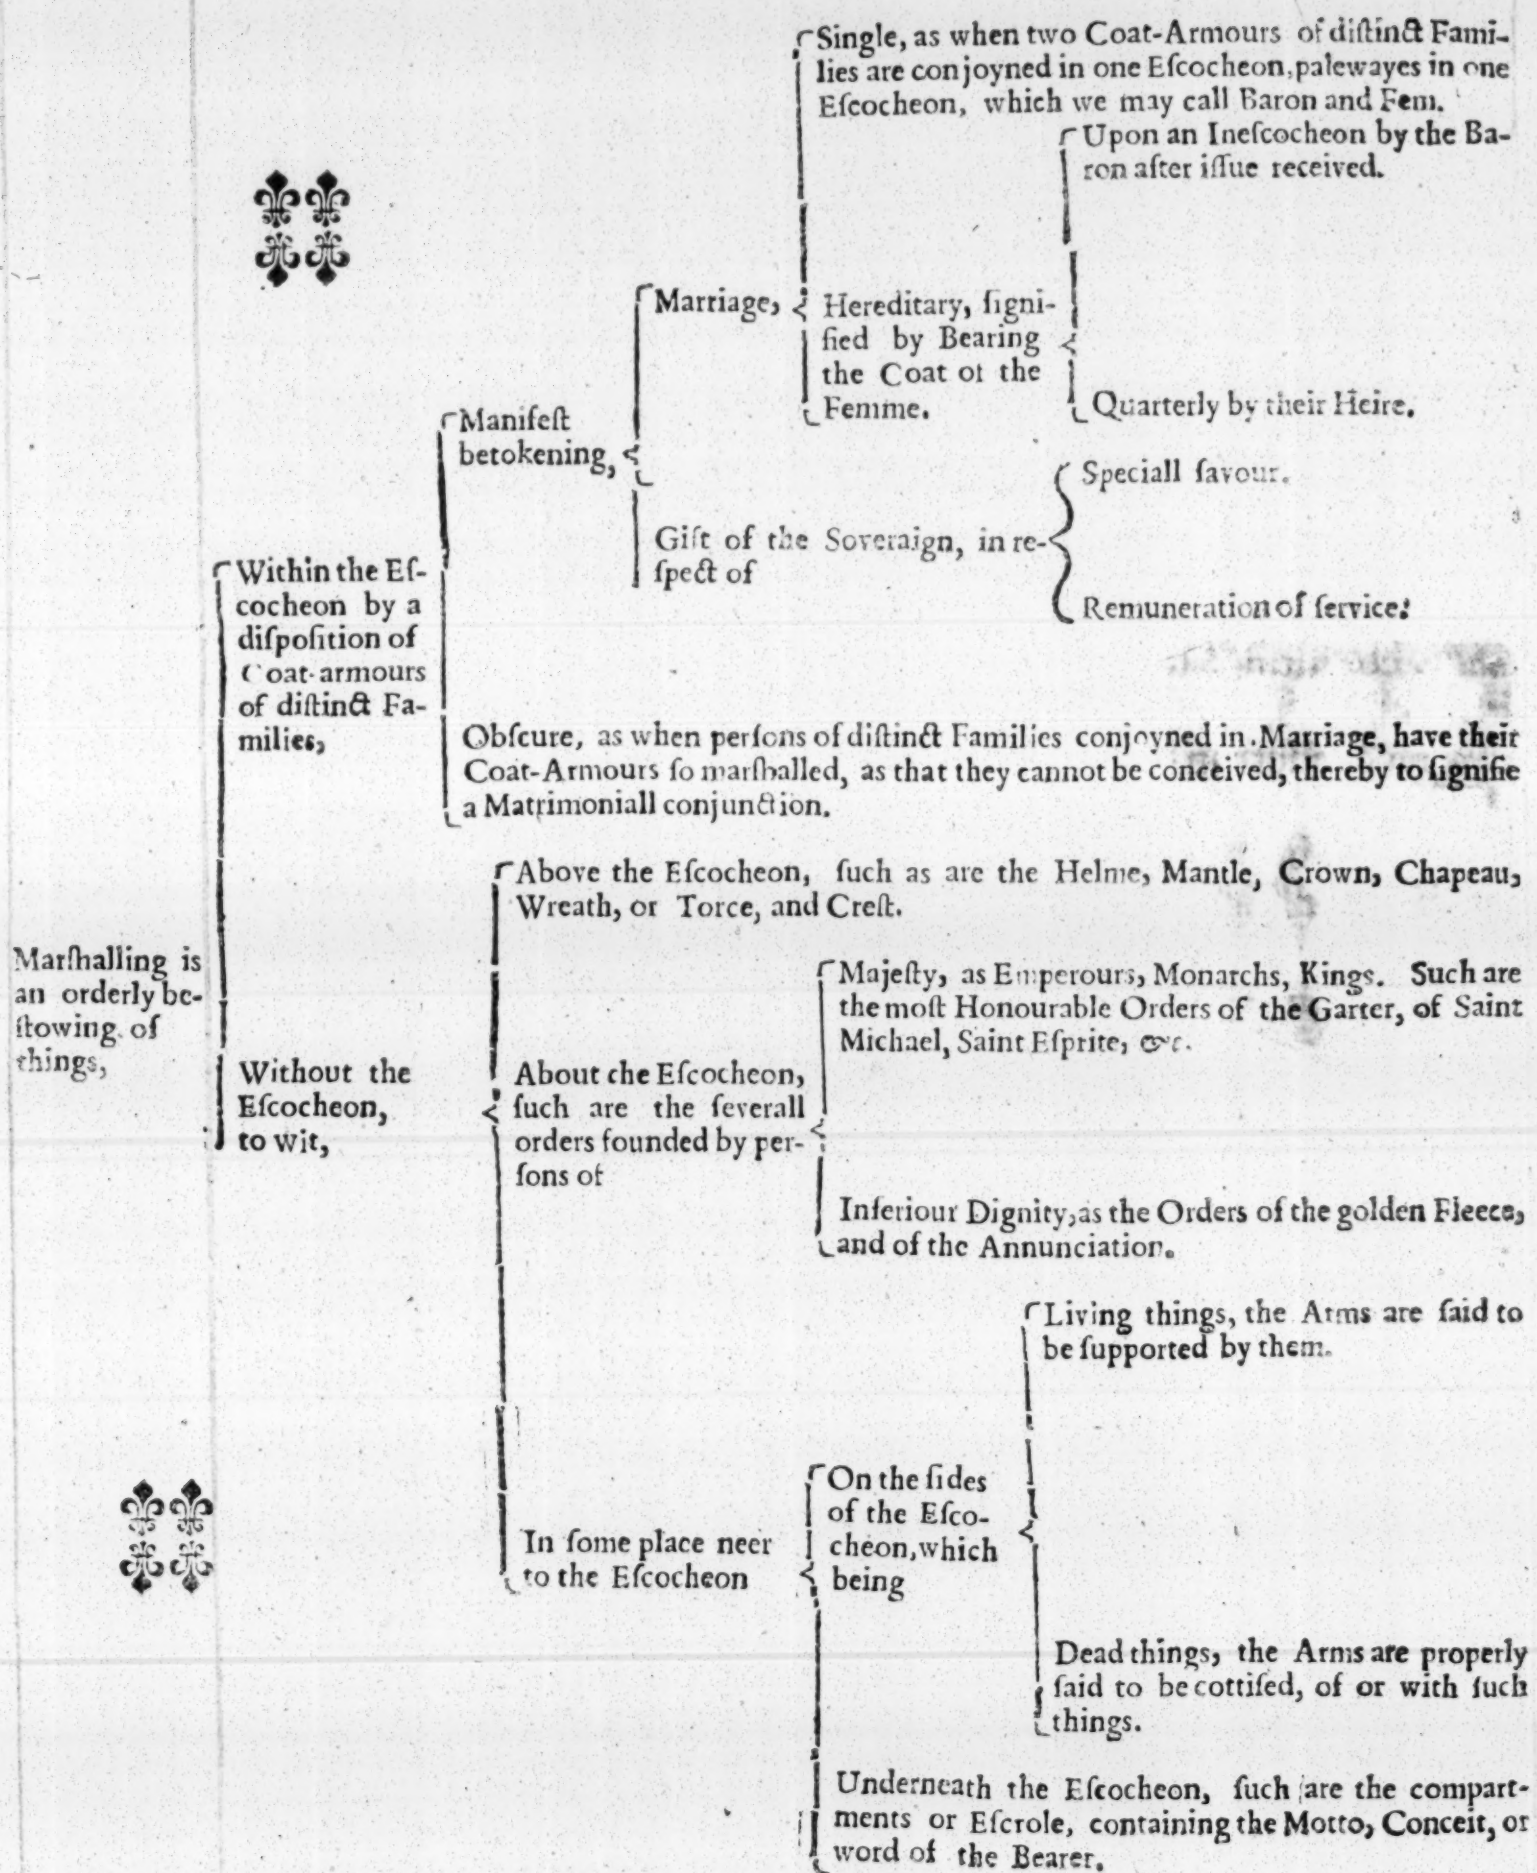 Single, as when two Coat-Armours of diſtinct Fami-
lies are conjoyned in one Eſcocheon, palewayes in one
Eſcocheon, which we may call Baron and Fem.
Upon an Ineſcocheon by the Ba-
ron after iſſue received.
Marriage,
Hereditary, ſigni-
fied by Bearing
the Coat of the
Femme.
Quarterly by their Heire.
Manifeſt
betokening,
Speciall favour.
Gift of the Soveraign, in re-
ſpect of
Remuneration of ſervice:
Within the Eſ-
cocheon by a
diſpoſition of
Coat-armours
of diſtinct Fa-
milies,
Obſcure, as when perſons of diſtinct Families conjoyned in Marriage, have their
Coat-Armours ſo marſhalled, as that they cannot be conceived, thereby to ſignifie
a Matrimoniall conjunction.
Above the Eſcocheon, ſuch as are the Helme, Mantle, Crown, Chapeau,
Wreath, or Torce, and Creſt.
Marſhalling is
an orderly be-
ſtowing of
things,
Majeſty, as Emperours, Monarchs, Kings. Such are
the moſt Honourable Orders of the Garter, of Saint
Michael, Saint Eſprite, &c.
Without the
Eſcocheon,
to wit,
About the Eſcocheon,
ſuch are the ſeverall
orders founded by per-
ſons of
Inferiour Dignity, as the Orders of the golden Fleece,
and of the Annunciation.
Living things, the Arms are ſaid to
be ſupported by them.
On the ſides
of the Eſco-
cheon, which
being
In ſome place neer
to the Eſcocheon
Dead things, the Arms are properly
ſaid to be cottiſed, of or with ſuch
things.
Underneath the Eſcocheon, ſuch are the compart-
ments or Eſcrole, containing the Motto, Conceit, or
word of the Bearer.